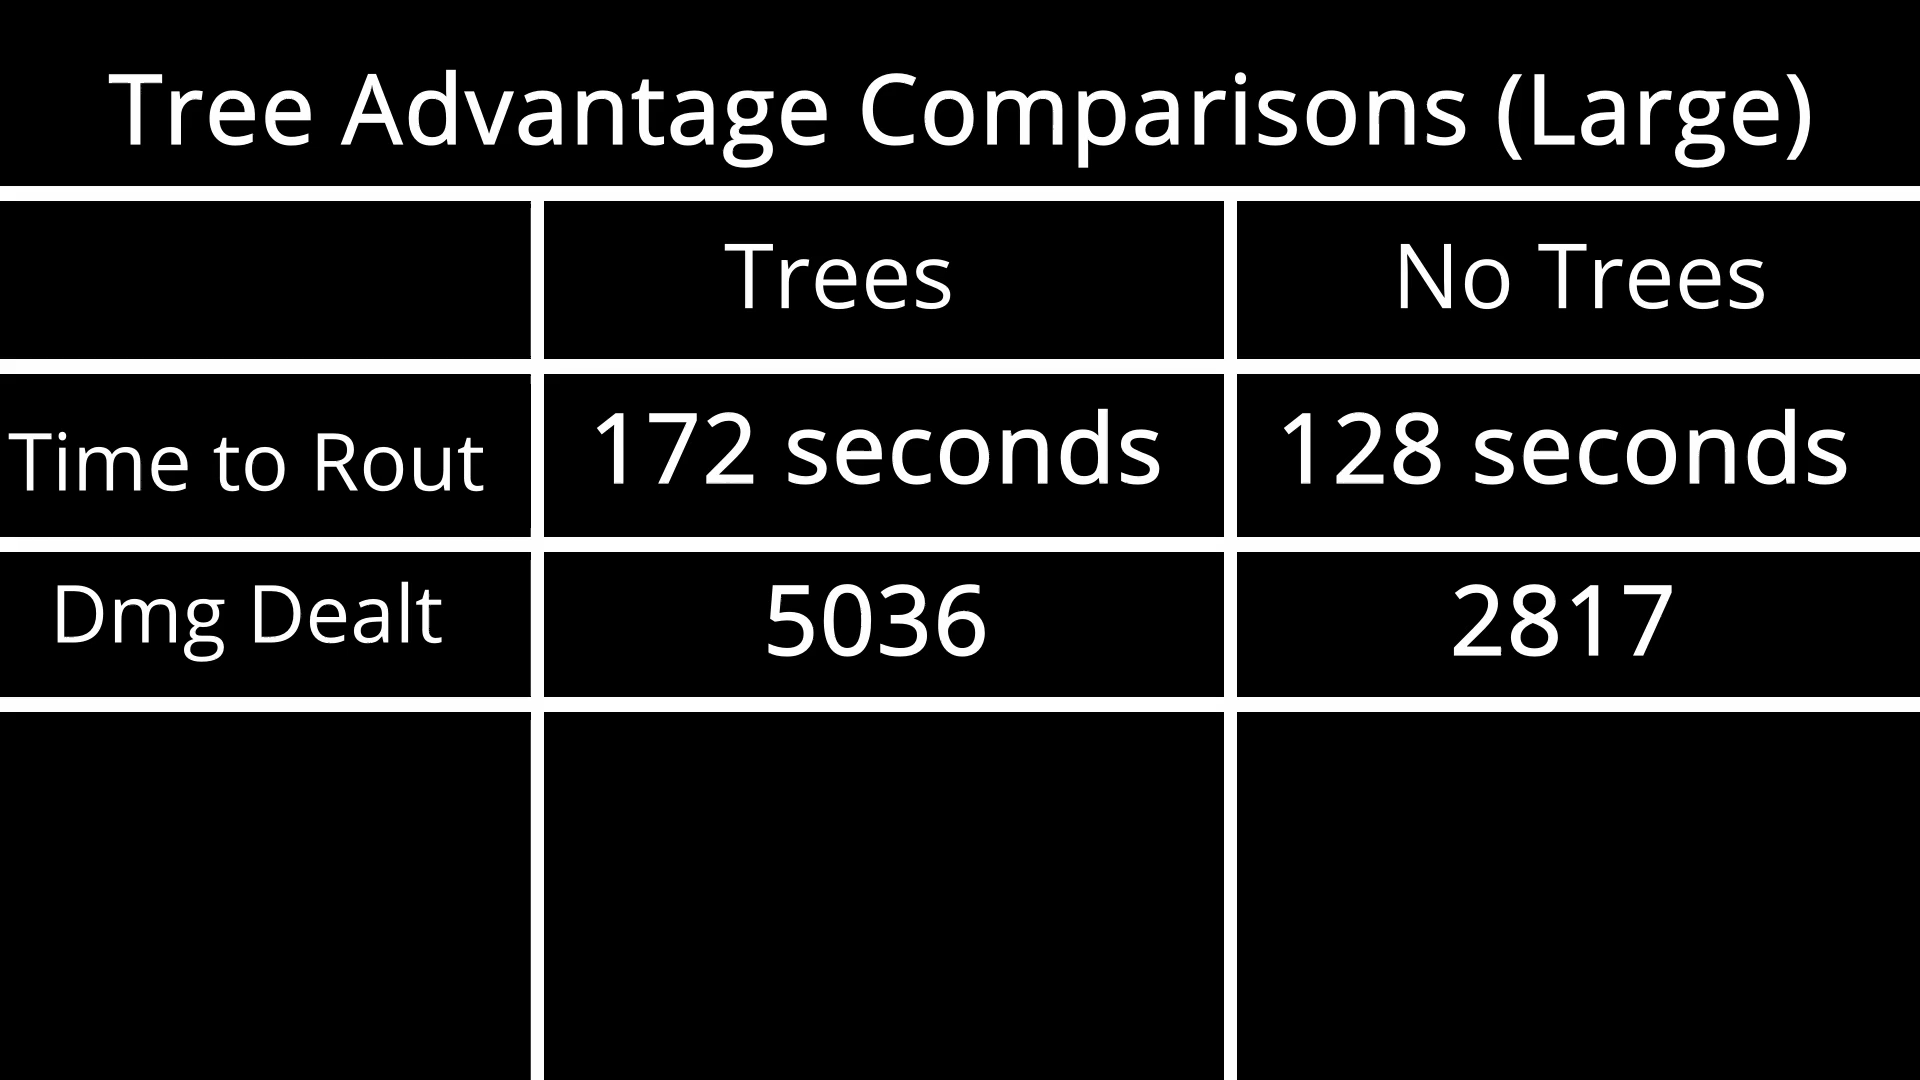 Tree Advantage Comparisons (Large)
Trees No Trees
Time to Rout 172 seconds 128 seconds
Dmg Dealt 5036 2817